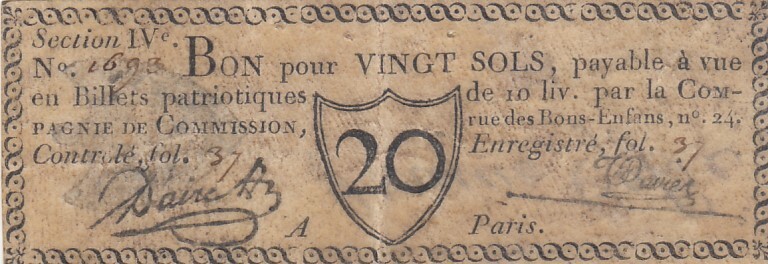 Section IVe.
No. 1693 BON pour VINGT SOLS, payable à vue
en Billets patriotiques de 10 liv. par la COM-
PAGNIE DE COMMISSION, rue des Bons-Enfans, no. 24.
Controlé, fol. 37 Enregistré, fol. 37
20
A Paris.